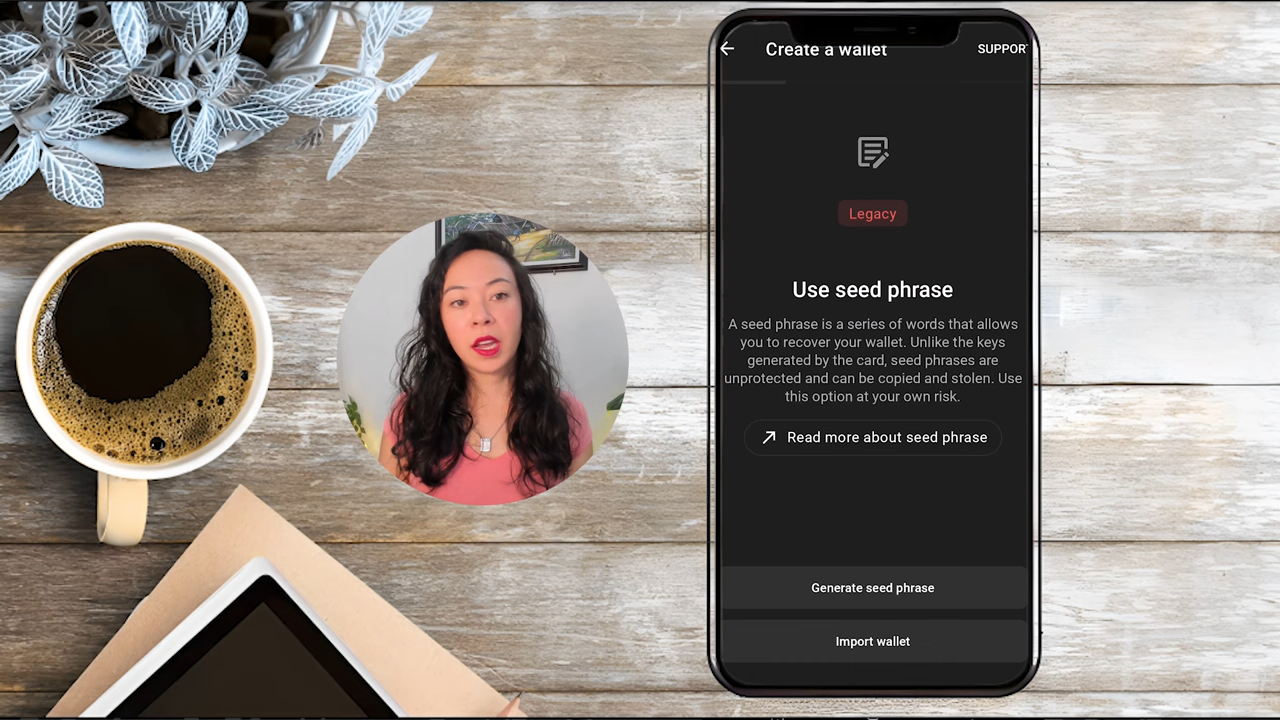 Create a wallet
SUPPOR
Legacy
Use seed phrase
A seed phrase is a series of words that allows
you to recover your wallet. Unlike the keys
generated by the card, seed phrases are
unprotected and can be copied and stolen. Use
this option at your own risk.
Read more about seed phrase
Generate seed phrase
Import wallet